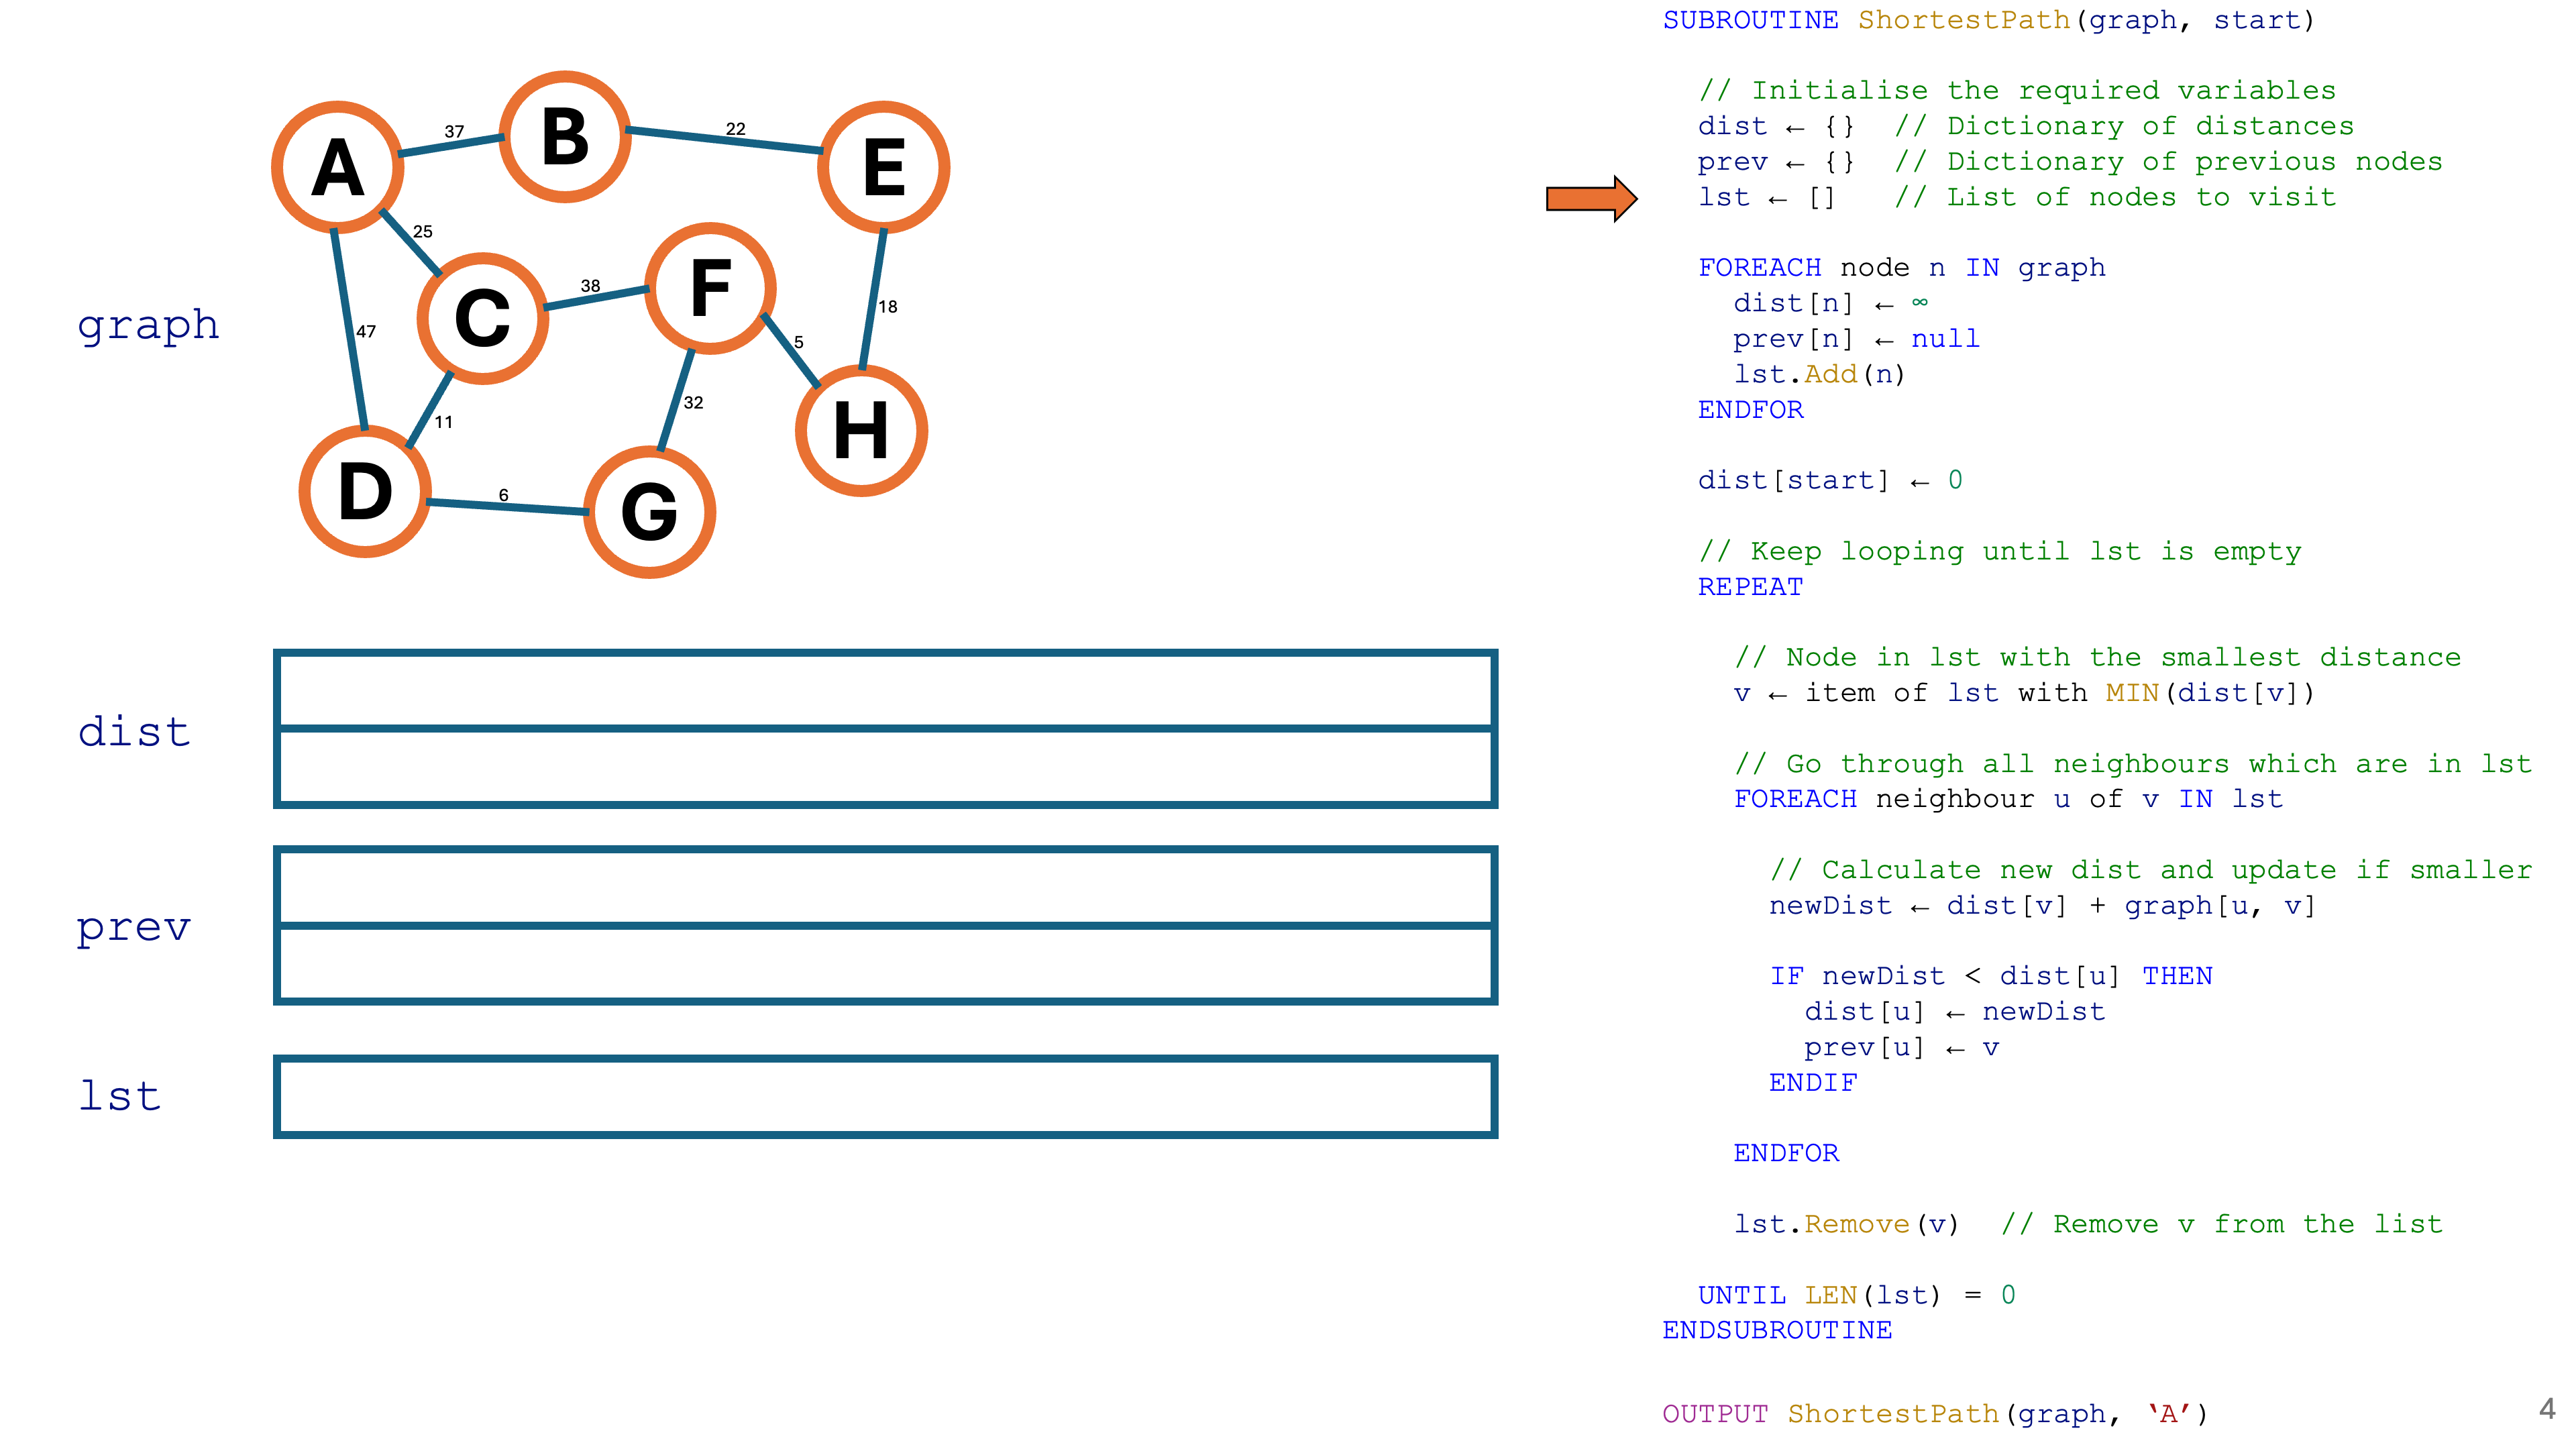 graph
A
B
E
C
F
H
D
G
37
22
25
38
18
47
5
11
32
6
dist
prev
lst
SUBROUTINE ShortestPath(graph, start)
// Initialise the required variables
dist ← {}  // Dictionary of distances
prev ← {}  // Dictionary of previous nodes
lst ← []   // List of nodes to visit
FOREACH node n IN graph
dist[n] ← ∞
prev[n] ← null
lst.Add(n)
ENDFOR
dist[start] ← 0
// Keep looping until lst is empty
REPEAT
// Node in lst with the smallest distance
v ← item of lst with MIN(dist[v])
// Go through all neighbours which are in lst
FOREACH neighbour u of v IN lst
// Calculate new dist and update if smaller
newDist ← dist[v] + graph[u, v]
IF newDist < dist[u] THEN
dist[u] ← newDist
prev[u] ← v
ENDIF
ENDFOR
lst.Remove(v)  // Remove v from the list
UNTIL LEN(lst) = 0
ENDSUBROUTINE
OUTPUT ShortestPath(graph, ‘A’)
4